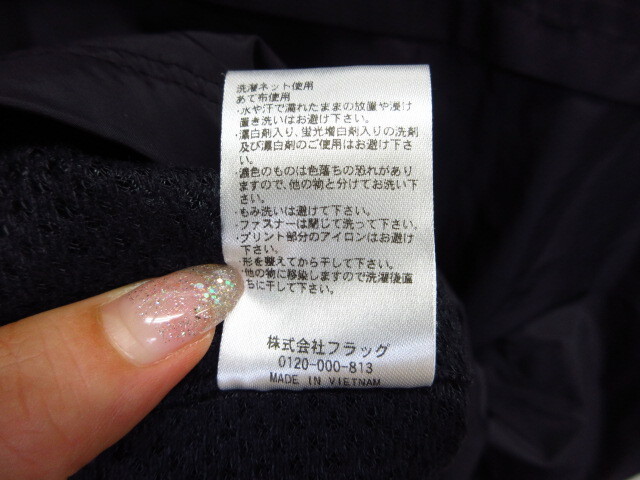 洗濯ネット使用
あて布使用
・水や汗で濡れたままの放置や浸け
置き洗いはお避け下さい。
・漂白剤入り、蛍光増白剤入りの洗剤
及び漂白剤のご使用はお避け下さ
い。
・濃色のものは色落ちの恐れがあり
ますので、他の物と分けてお洗い下
さい。
・もみ洗いは避けて下さい。
・ファスナーは閉じて洗って下さい。
・プリント部分のアイロンはお避け
下さい。
・形を整えてから干して下さい。
他の物に移染しますので洗濯後直
ちに干して下さい。
株式会社フラッグ
0120-000-813
MADE IN VIETNAM